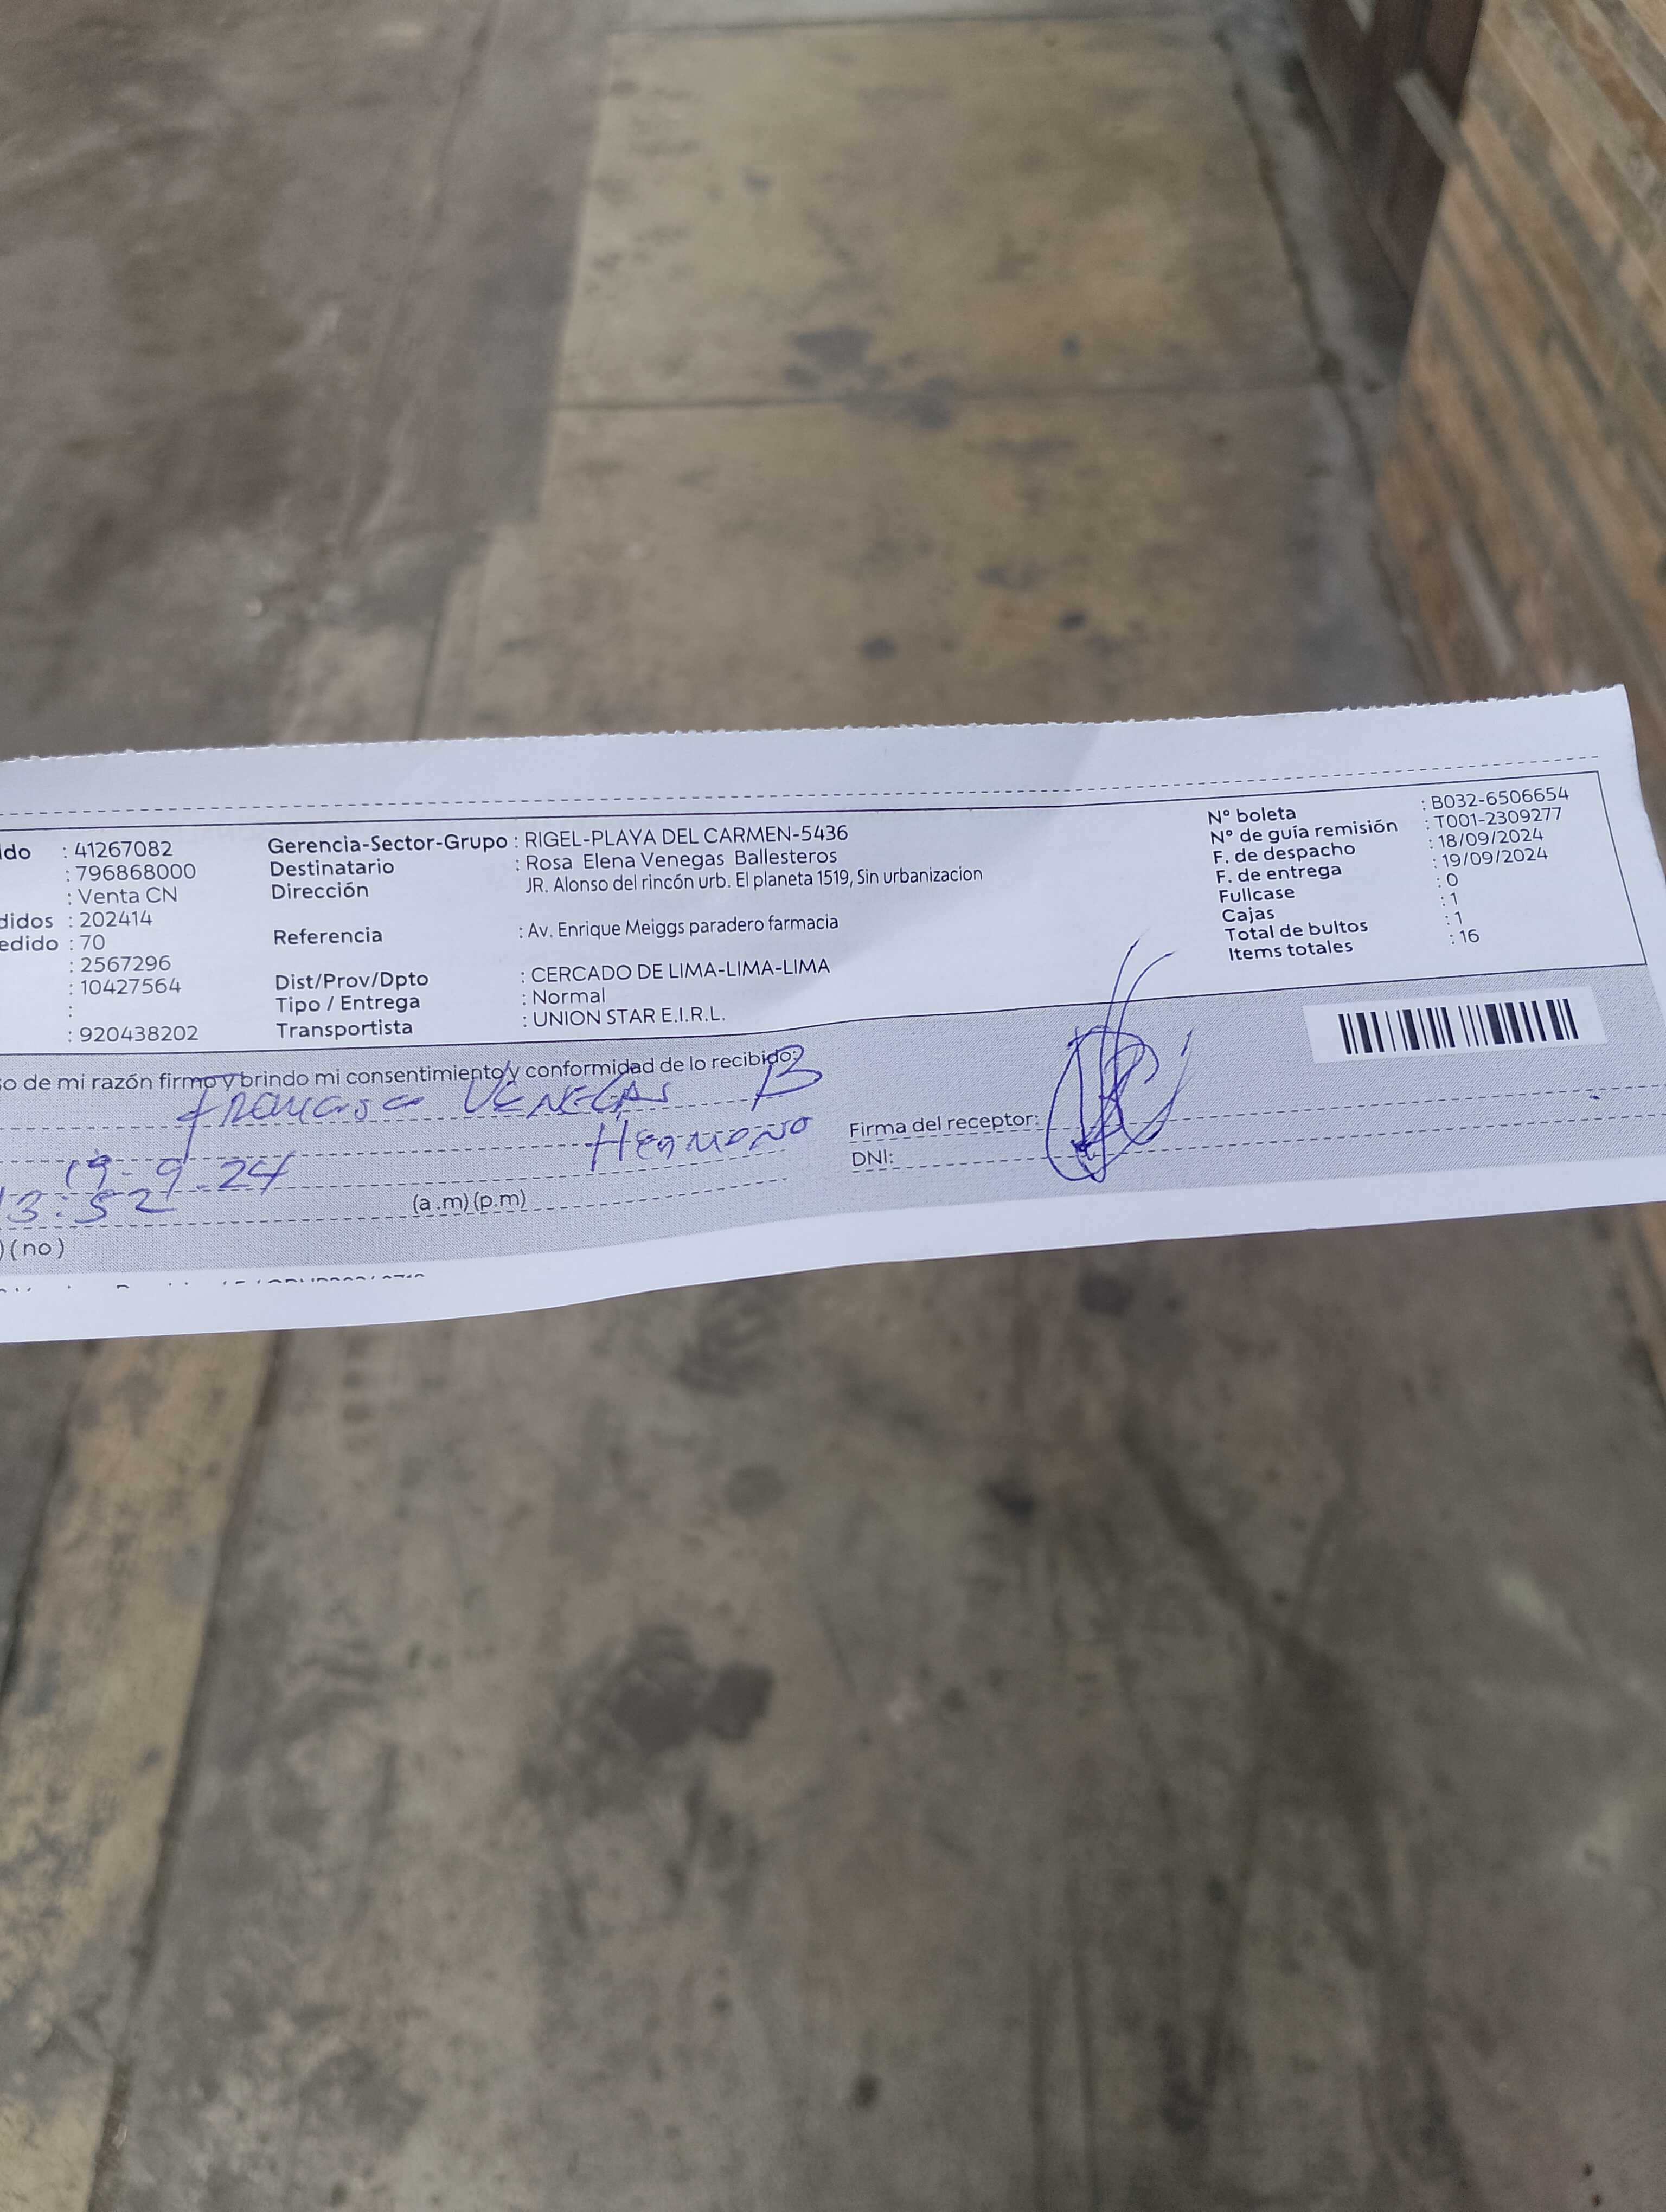 ido : 41267082
: 796868000
: Venta CN
didos : 202414
edido : 70
: 2567296
: 10427564
:
: 920438202
Gerencia-Sector-Grupo : RIGEL-PLAYA DEL CARMEN-5436
Destinatario : Rosa Elena Venegas Ballesteros
Dirección JR. Alonso del rincón urb. El planeta 1519, Sin urbanizacion
Referencia : Av. Enrique Meiggs paradero farmacia
Dist/Prov/Dpto : CERCADO DE LIMA-LIMA-LIMA
Tipo / Entrega : Normal
Transportista : UNION STAR E.I.R.L.
N° boleta : B032-6506654
N° de guía remisión : T001-2309277
F. de despacho : 18/09/2024
F. de entrega : 19/09/2024
Fullcase : 0
Cajas : 1
Total de bultos : 1
Items totales : 16
so de mi razón firmo y brindo mi consentimiento y conformidad de lo recibido:
Francisco VENEGAS B
Hermano
Firma del receptor:
DNI:
19-9-24
13:52 (a.m)(p.m)
)(no)